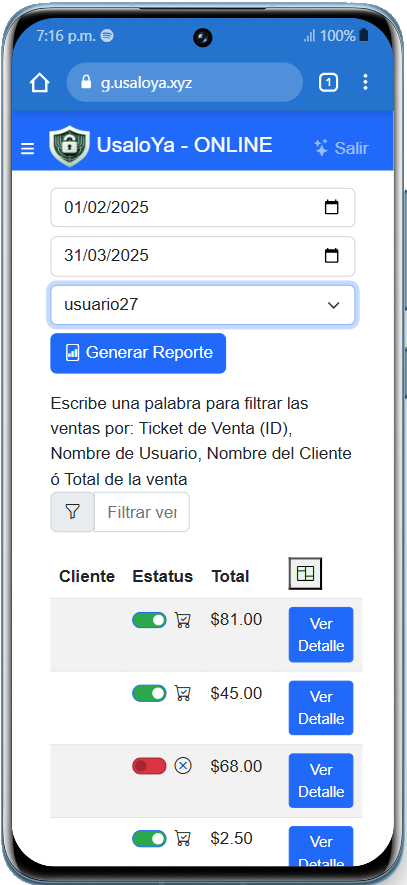 7:16 p.m. 100%
g.usaloya.xyz 1
UsaloYa - ONLINE Salir
01/02/2025
31/03/2025
usuario27
Generar Reporte
Escribe una palabra para filtrar las
ventas por: Ticket de Venta (ID),
Nombre de Usuario, Nombre del Cliente
ó Total de la venta
Filtrar ver
Cliente Estatus Total
$81.00 Ver
Detalle
$45.00 Ver
Detalle
$68.00 Ver
Detalle
$2.50 Ver
Detalle